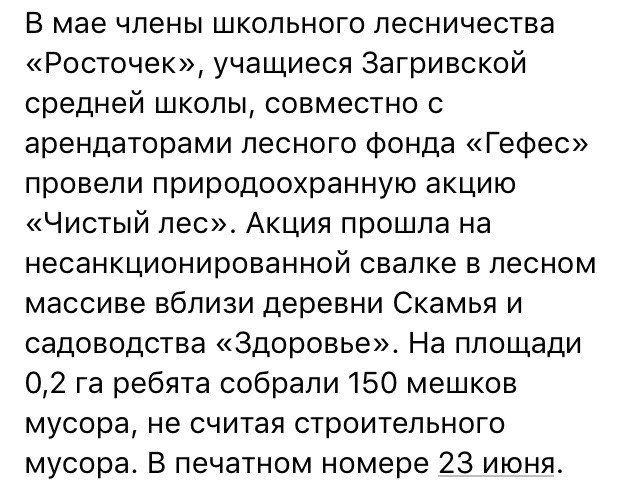 В мае члены школьного лесничества
«Росточек», учащиеся Загривской
средней школы, совместно с
арендаторами лесного фонда «Гефес»
провели природоохранную акцию
«Чистый лес». Акция прошла на
несанкционированной свалке в лесном
массиве вблизи деревни Скамья и
садоводства «Здоровье». На площади
0,2 га ребята собрали 150 мешков
мусора, не считая строительного
мусора. В печатном номере 23 июня.